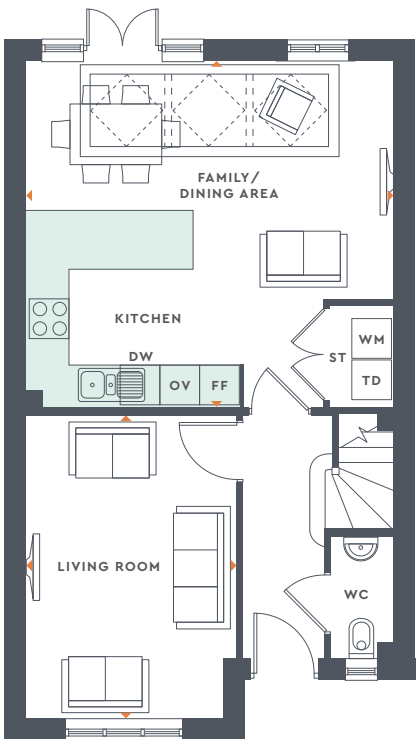 FAMILY/
DINING AREA
KITCHEN
DW
OV
FF
ST
WM
TD
LIVING ROOM
WC